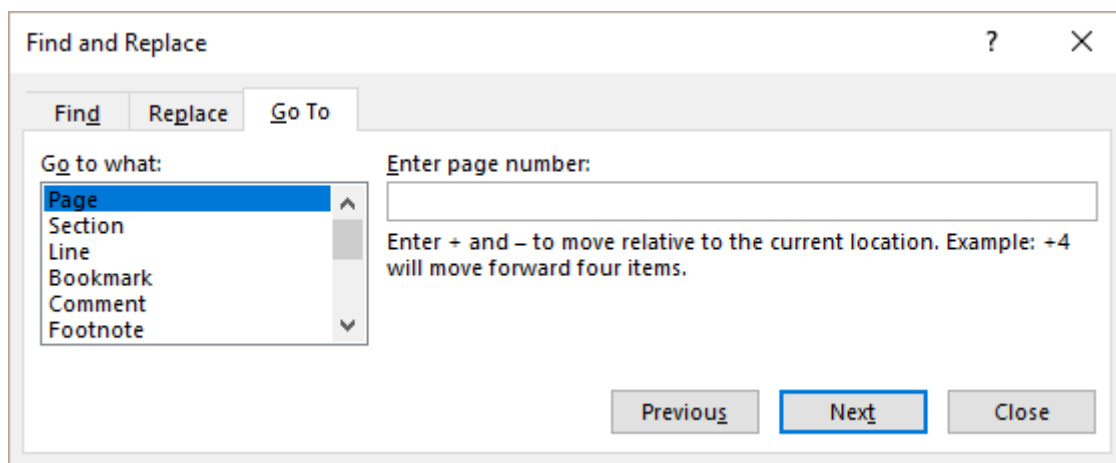 Find and Replace ?
Find Replace Go To
Go to what:
Page
Section
Line
Bookmark
Comment
Footnote
Enter page number:
Enter + and – to move relative to the current location. Example: +4
will move forward four items.
Previous Next Close